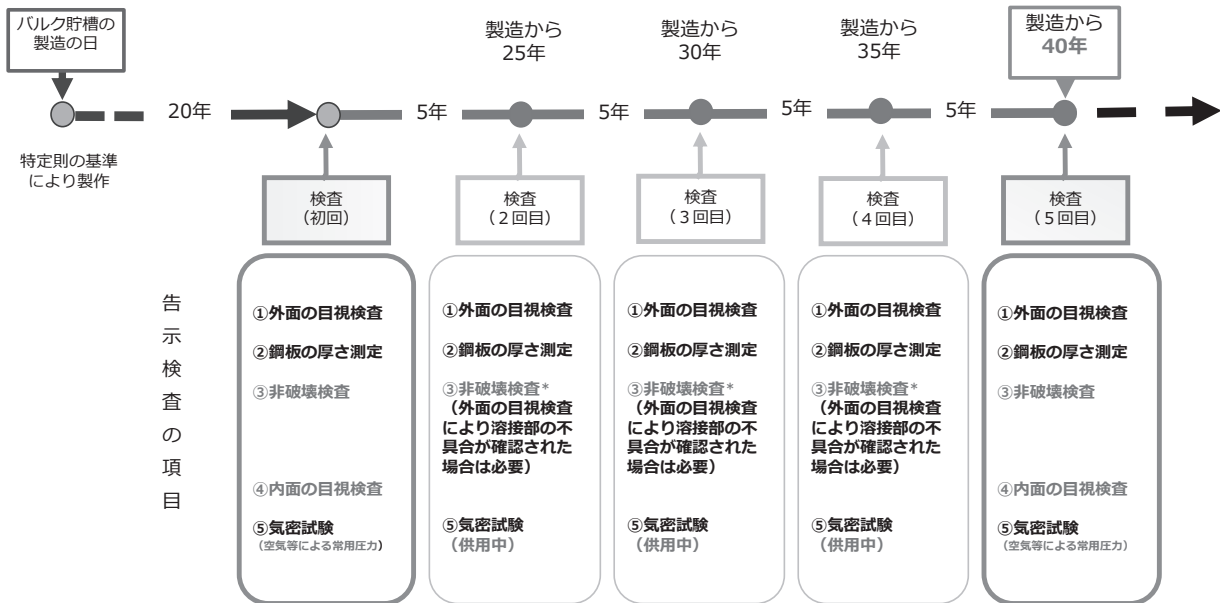 バルク貯槽の
製造の日
製造から
25年
製造から
30年
製造から
35年
製造から
40年
20年
5年
5年
5年
5年
特定則の基準
により製作
検査
（初回）
検査
（２回目）
検査
（３回目）
検査
（４回目）
検査
（５回目）
告示検査の項目
①外面の目視検査
②鋼板の厚さ測定
③非破壊検査
④内面の目視検査
⑤気密試験
（空気等による常用圧力）
①外面の目視検査
②鋼板の厚さ測定
③非破壊検査*
（外面の目視検査
により溶接部の不
具合が確認された
場合は必要）
⑤気密試験
（供用中）
①外面の目視検査
②鋼板の厚さ測定
③非破壊検査*
（外面の目視検査
により溶接部の不
具合が確認された
場合は必要）
⑤気密試験
（供用中）
①外面の目視検査
②鋼板の厚さ測定
③非破壊検査*
（外面の目視検査
により溶接部の不
具合が確認された
場合は必要）
⑤気密試験
（供用中）
①外面の目視検査
②鋼板の厚さ測定
③非破壊検査
④内面の目視検査
⑤気密試験
（空気等による常用圧力）